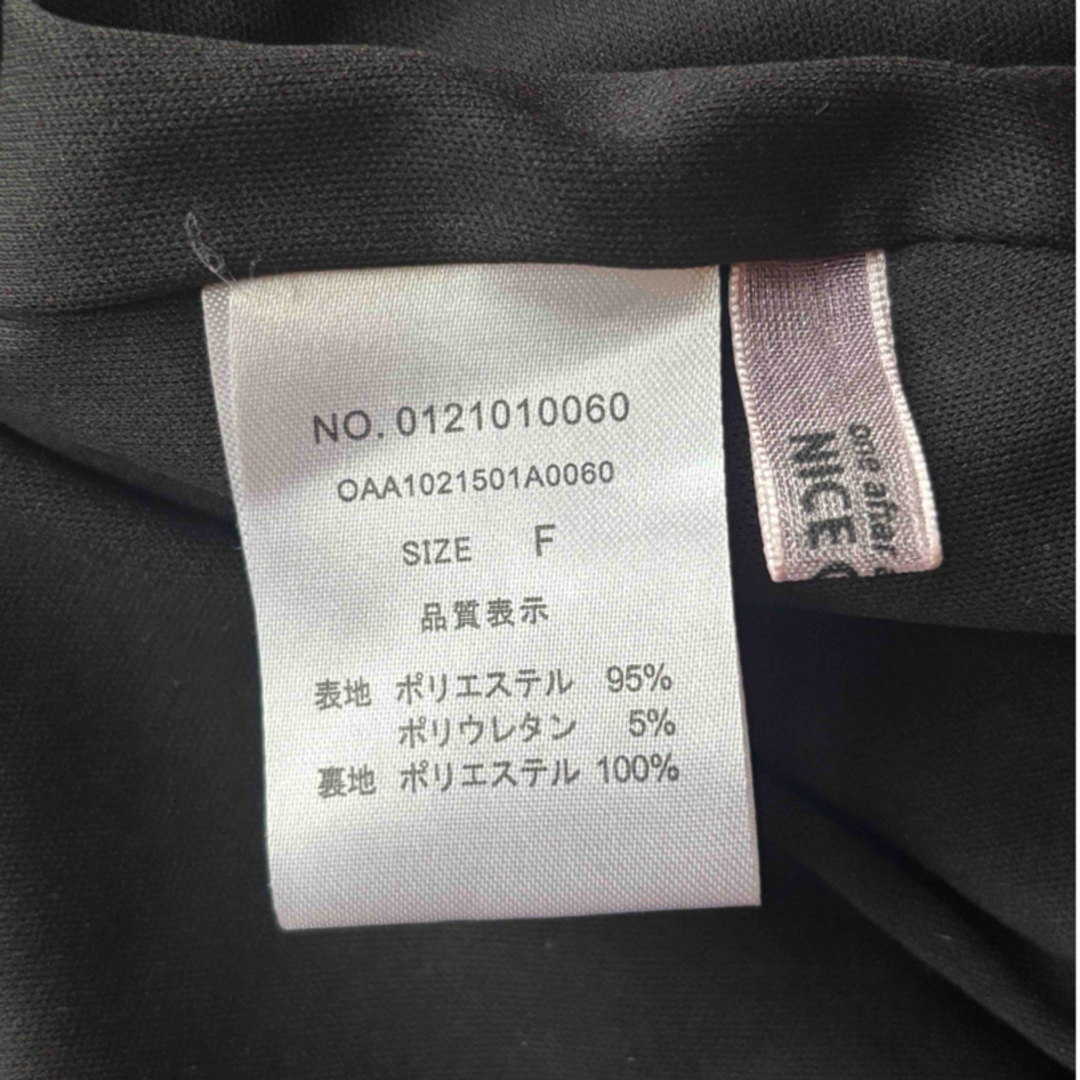 NO. 0121010060
OAA1021501A0060
SIZE F
品質表示
表地 ポリエステル 95%
ポリウレタン 5%
裏地 ポリエステル 100%
one after
NICE